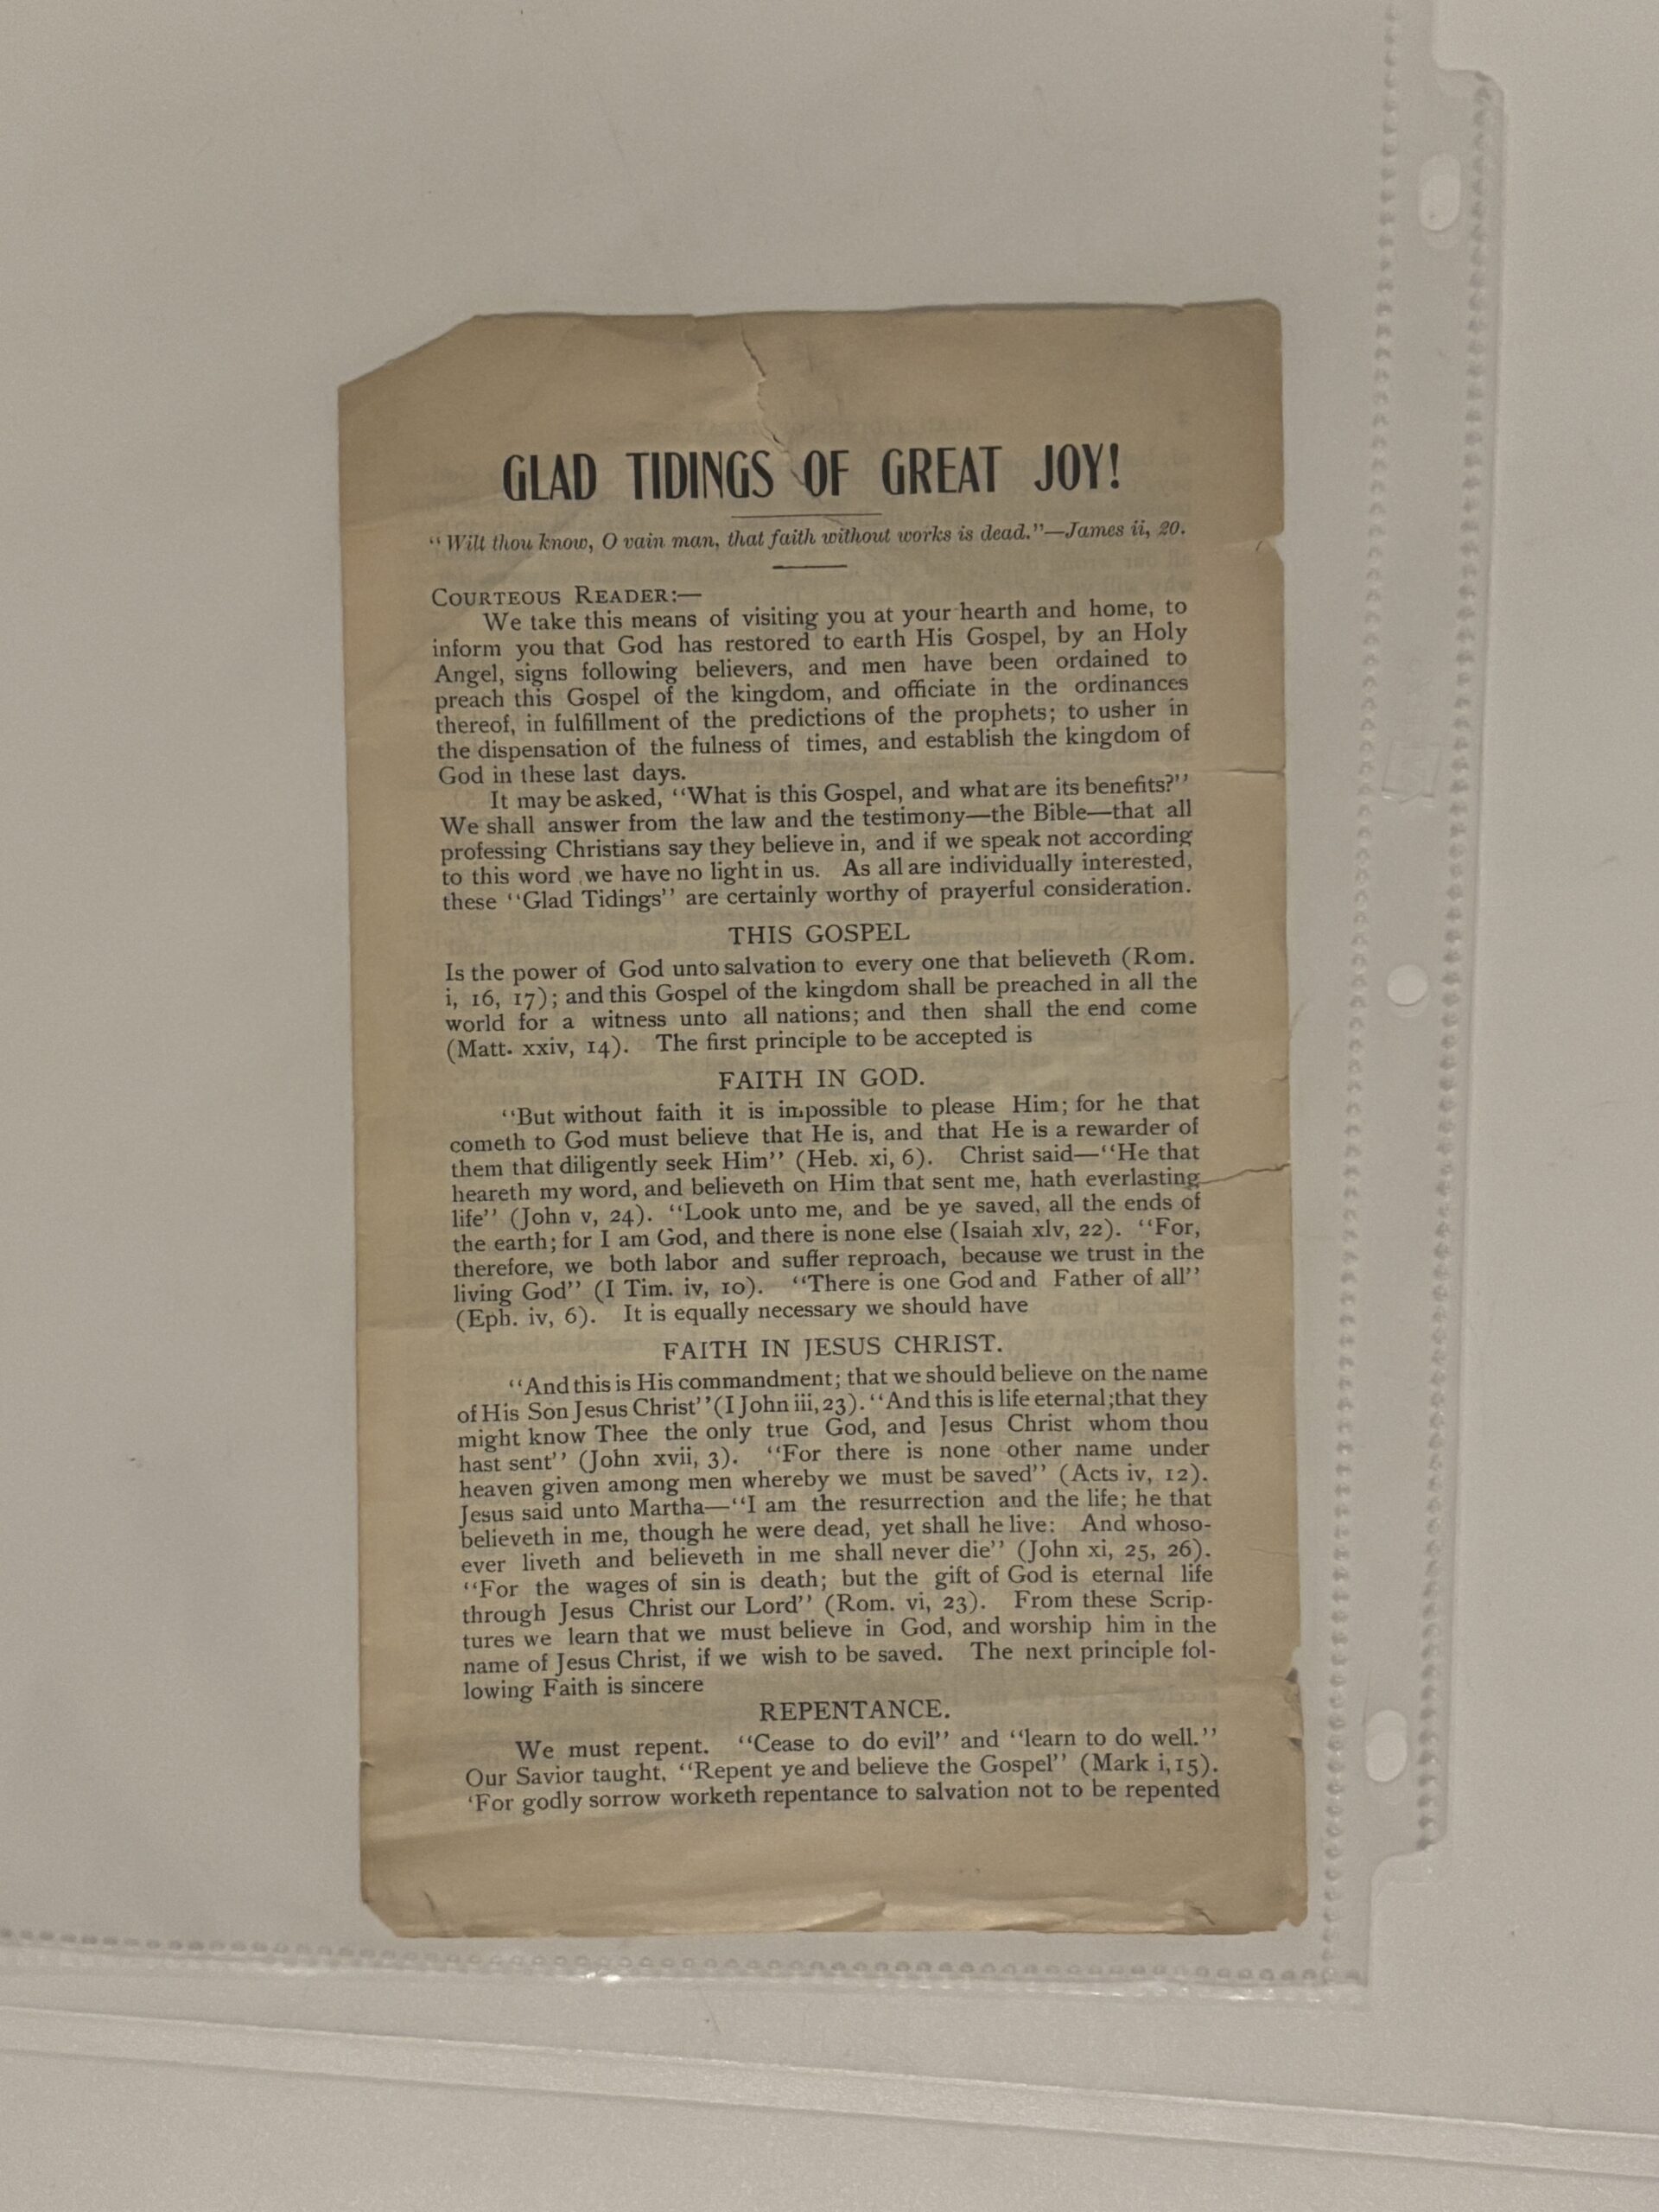 GLAD TIDINGS OF GREAT JOY!
"Wilt thou know, O vain man, that faith without works is dead."—James ii, 20.
COURTEOUS READER:—
We take this means of visiting you at your hearth and home, to
inform you that God has restored to earth His Gospel, by an Holy
Angel, signs following believers, and men have been ordained to
preach this Gospel of the kingdom, and officiate in the ordinances
thereof, in fulfillment of the predictions of the prophets; to usher in
the dispensation of the fulness of times, and establish the kingdom of
God in these last days.
It may be asked, "What is this Gospel, and what are its benefits?"
We shall answer from the law and the testimony—the Bible—that all
professing Christians say they believe in, and if we speak not according
to this word we have no light in us. As all are individually interested,
these "Glad Tidings" are certainly worthy of prayerful consideration.
THIS GOSPEL
Is the power of God unto salvation to every one that believeth (Rom.
i, 16, 17); and this Gospel of the kingdom shall be preached in all the
world for a witness unto all nations; and then shall the end come
(Matt. xxiv, 14). The first principle to be accepted is
FAITH IN GOD.
"But without faith it is impossible to please Him; for he that
cometh to God must believe that He is, and that He is a rewarder of
them that diligently seek Him" (Heb. xi, 6). Christ said—"He that
heareth my word, and believeth on Him that sent me, hath everlasting
life" (John v, 24). "Look unto me, and be ye saved, all the ends of
the earth; for I am God, and there is none else (Isaiah xlv, 22). "For,
therefore, we both labor and suffer reproach, because we trust in the
living God" (I Tim. iv, 10). "There is one God and Father of all"
(Eph. iv, 6). It is equally necessary we should have
FAITH IN JESUS CHRIST.
"And this is His commandment; that we should believe on the name
of His Son Jesus Christ" (I John iii, 23). "And this is life eternal; that they
might know Thee the only true God, and Jesus Christ whom thou
hast sent" (John xvii, 3). "For there is none other name under
heaven given among men whereby we must be saved" (Acts iv, 12).
Jesus said unto Martha—"I am the resurrection and the life; he that
believeth in me, though he were dead, yet shall he live: And whoso-
ever liveth and believeth in me shall never die" (John xi, 25, 26).
"For the wages of sin is death; but the gift of God is eternal life
through Jesus Christ our Lord" (Rom. vi, 23). From these Scrip-
tures we learn that we must believe in God, and worship him in the
name of Jesus Christ, if we wish to be saved. The next principle fol-
lowing Faith is sincere
REPENTANCE.
We must repent. "Cease to do evil" and "learn to do well."
Our Savior taught, "Repent ye and believe the Gospel" (Mark i, 15).
'For godly sorrow worketh repentance to salvation not to be repented